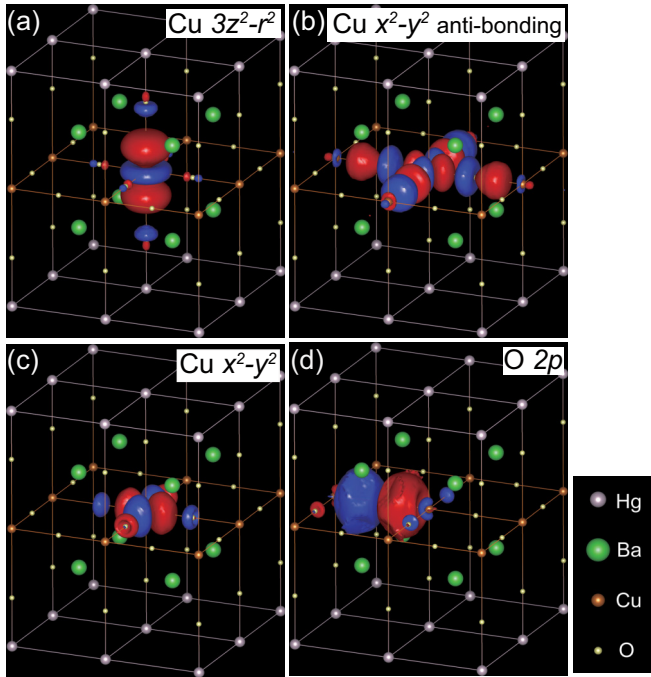 (a) Cu 3z²-r²
(b) Cu x²-y² anti-bonding
(c) Cu x²-y²
(d) O 2p
Hg
Ba
Cu
O